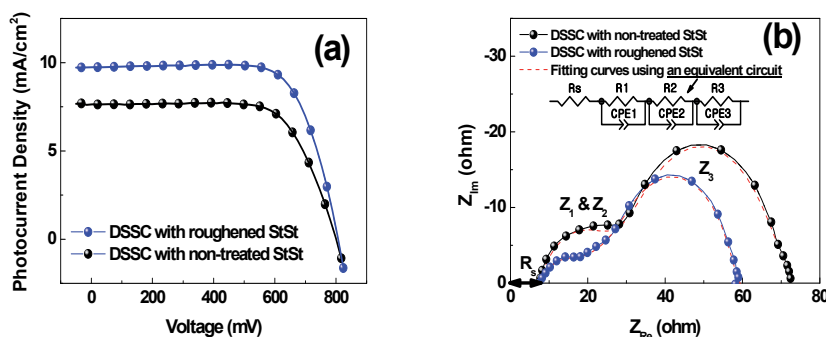 (a)
Photocurrent Density (mA/cm²)
15
10
5
0
DSSC with roughened StSt
DSSC with non-treated StSt
0 200 400 600 800
Voltage (mV)
(b)
DSSC with non-treated StSt
DSSC with roughened StSt
Fitting curves using an equivalent circuit
Rs R1 R2 R3
CPE1 CPE2 CPE3
Z_Im (ohm)
-30
-20
-10
0
Z₁ & Z₂
Z₃
R_s
0 20 40 60 80
Z_Re (ohm)